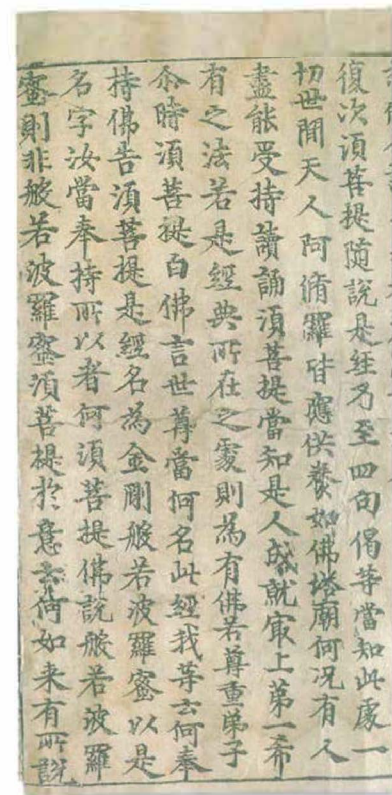 復次須菩提隨說是經乃至四句偈等當知此處一
切世間天人阿脩羅皆應供養如佛塔廟何況有人
盡能受持讀誦須菩提當知是人成就冣上第一希
有之法若是經典所在之處則為有佛若尊重弟子
尒時須菩提白佛言世尊當何名此經我等云何奉
持佛告須菩提是經名為金剛般若波羅蜜以是
名字汝當奉持所以者何須菩提佛說般若波羅
蜜則非般若波羅蜜須菩提於意云何如来有所說